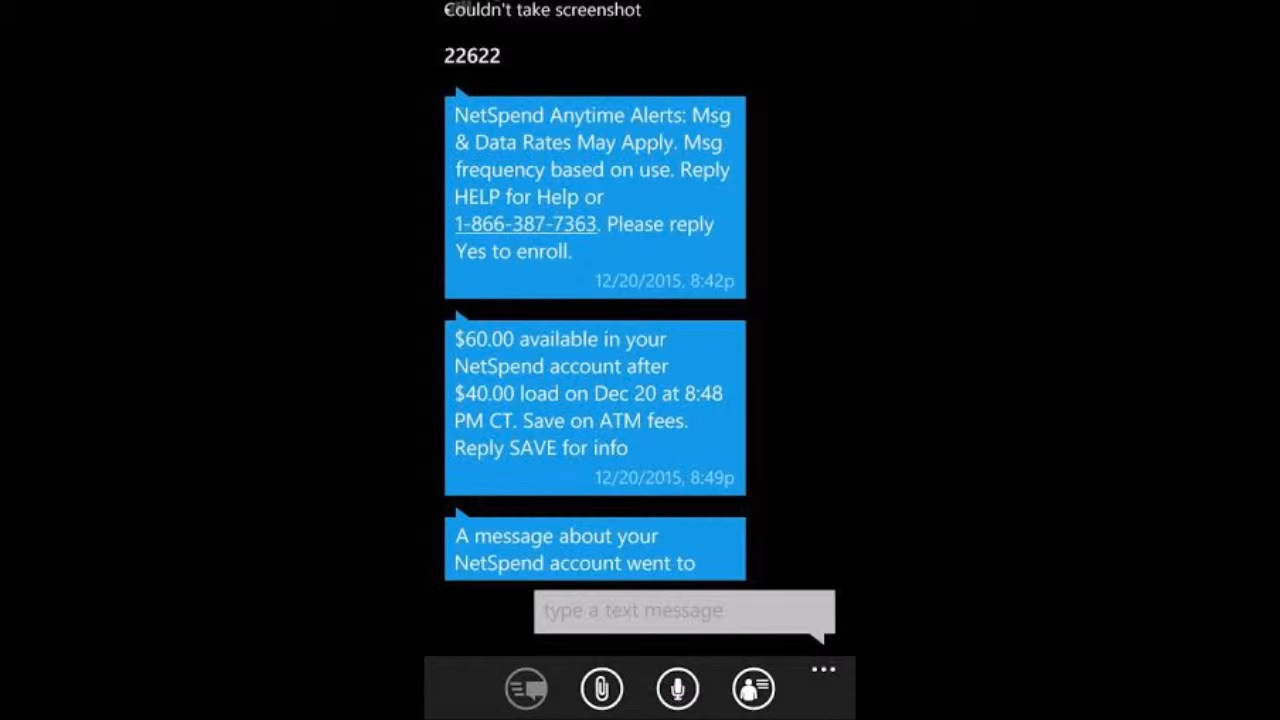 Couldn't take screenshot
22622
NetSpend Anytime Alerts: Msg
& Data Rates May Apply. Msg
frequency based on use. Reply
HELP for Help or
1-866-387-7363. Please reply
Yes to enroll.
12/20/2015, 8:42p
$60.00 available in your
NetSpend account after
$40.00 load on Dec 20 at 8:48
PM CT. Save on ATM fees.
Reply SAVE for info
12/20/2015, 8:49p
A message about your
NetSpend account went to
type a text message